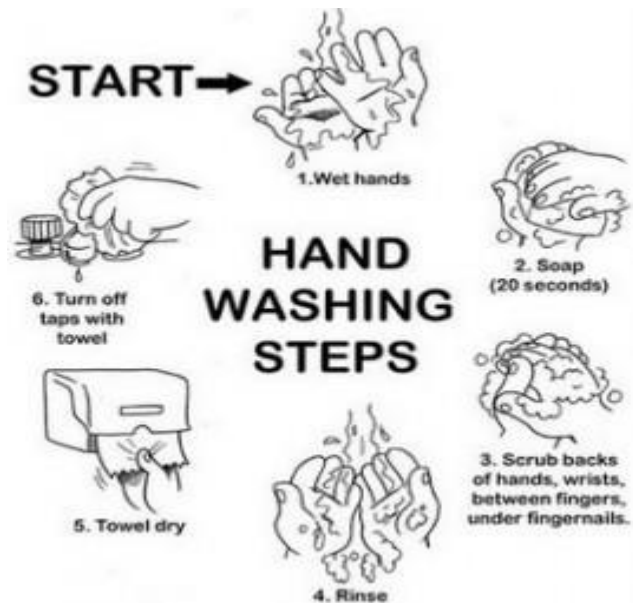 START
1.Wet hands
2. Soap
(20 seconds)
3. Scrub backs
of hands, wrists,
between fingers,
under fingernails.
4. Rinse
5. Towel dry
6. Turn off
taps with
towel
HAND
WASHING
STEPS